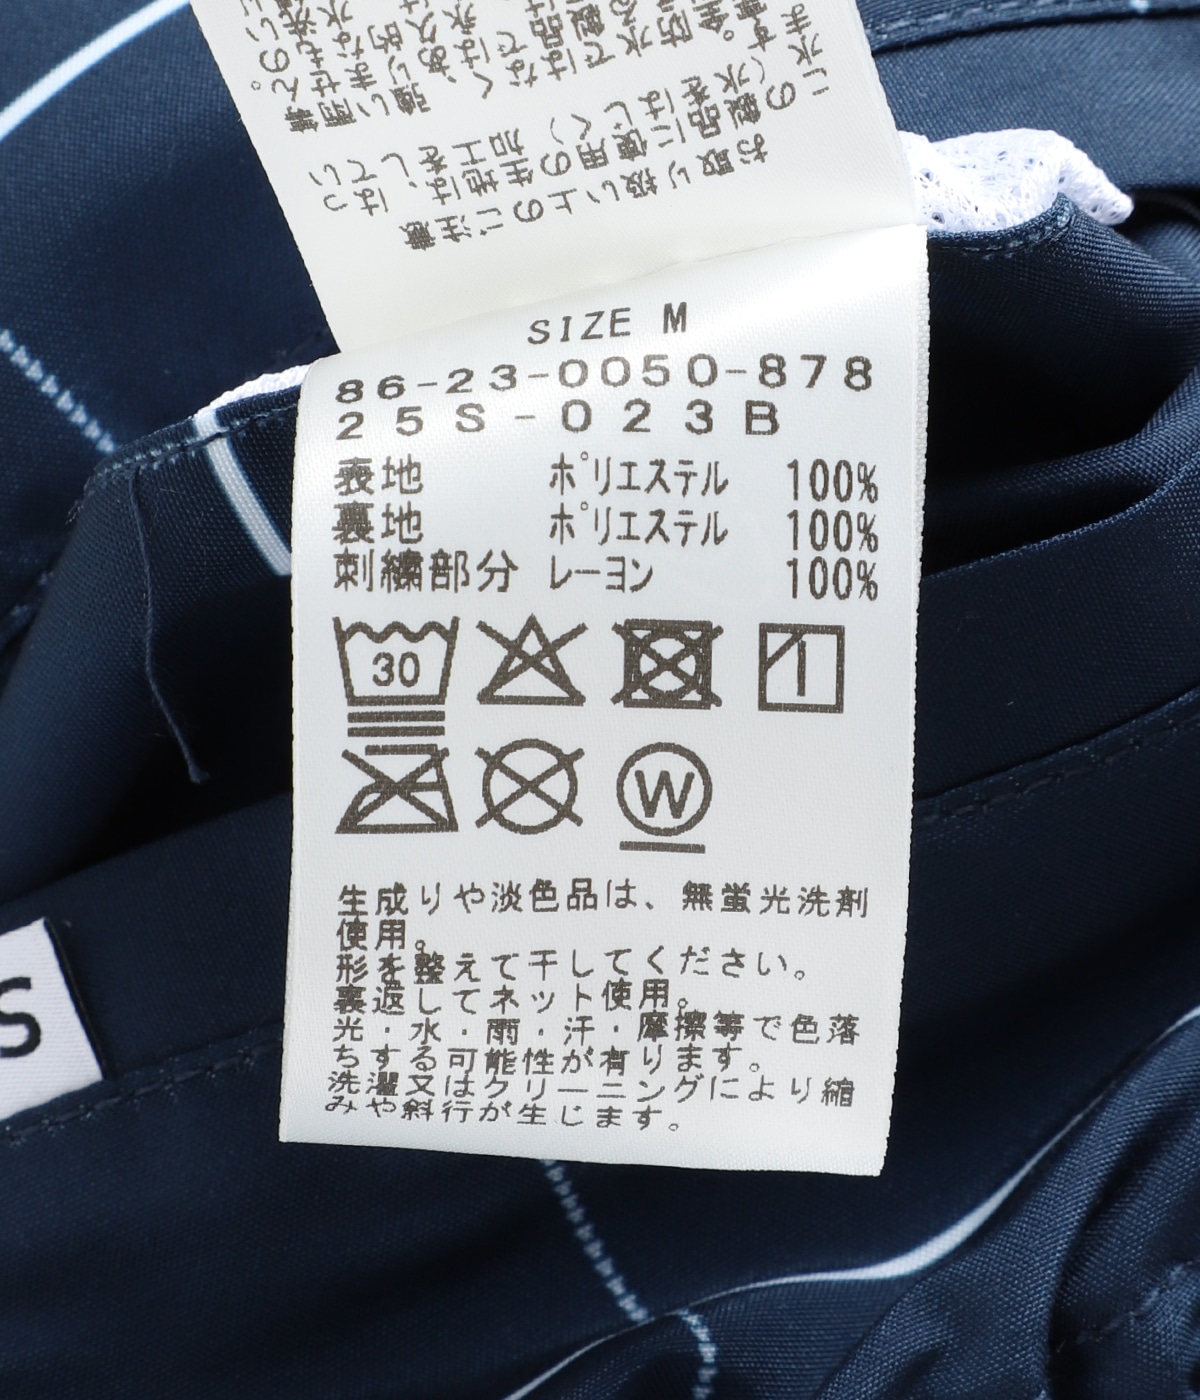 お取り扱い上のご注意
SIZE M
86-23-0050-878
25S-023B
表地 ポリエステル 100%
裏地 ポリエステル 100%
刺繍部分 レーヨン 100%
30
W
生成りや淡色品は、無蛍光洗剤
使用。
形を整えて干してください。
裏返してネット使用。
光・水・雨・汗・摩擦等で色落
ちする可能性が有ります。
洗濯又はクリーニングにより縮
みや斜行が生じます。
S